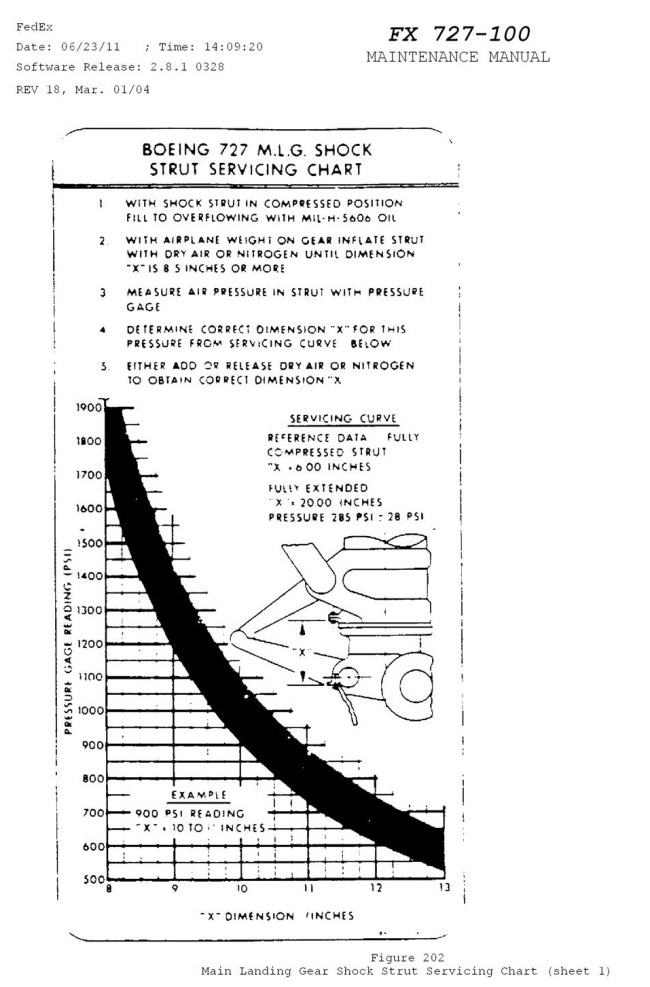 FedEx
Date: 06/23/11 ; Time: 14:09:20
Software Release: 2.8.1 0328
REV 18, Mar. 01/04
FX 727-100
MAINTENANCE MANUAL
BOEING 727 M.L.G. SHOCK
STRUT SERVICING CHART
1 WITH SHOCK STRUT IN COMPRESSED POSITION
FILL TO OVERFLOWING WITH MIL-H-5606 OIL
2. WITH AIRPLANE WEIGHT ON GEAR INFLATE STRUT
WITH DRY AIR OR NITROGEN UNTIL DIMENSION
"X" IS 8 5 INCHES OR MORE
3 MEASURE AIR PRESSURE IN STRUT WITH PRESSURE
GAGE
4 DETERMINE CORRECT DIMENSION "X" FOR THIS
PRESSURE FROM SERVICING CURVE BELOW
5. EITHER ADD OR RELEASE DRY AIR OR NITROGEN
TO OBTAIN CORRECT DIMENSION "X
SERVICING CURVE
REFERENCE DATA FULLY
COMPRESSED STRUT
"X = 6 00 INCHES
FULLY EXTENDED
"X" = 20.00 INCHES
PRESSURE 285 PSI ± 28 PSI
PRESSURE GAGE READING (PSI)
1900
1800
1700
1600
1500
1400
1300
1200
1100
1000
900
800
700
600
500
"X"
EXAMPLE
900 PSI READING
"X" = 10 TO INCHES
8 9 10 11 12 13
"X" DIMENSION (INCHES
Figure 202
Main Landing Gear Shock Strut Servicing Chart (sheet 1)